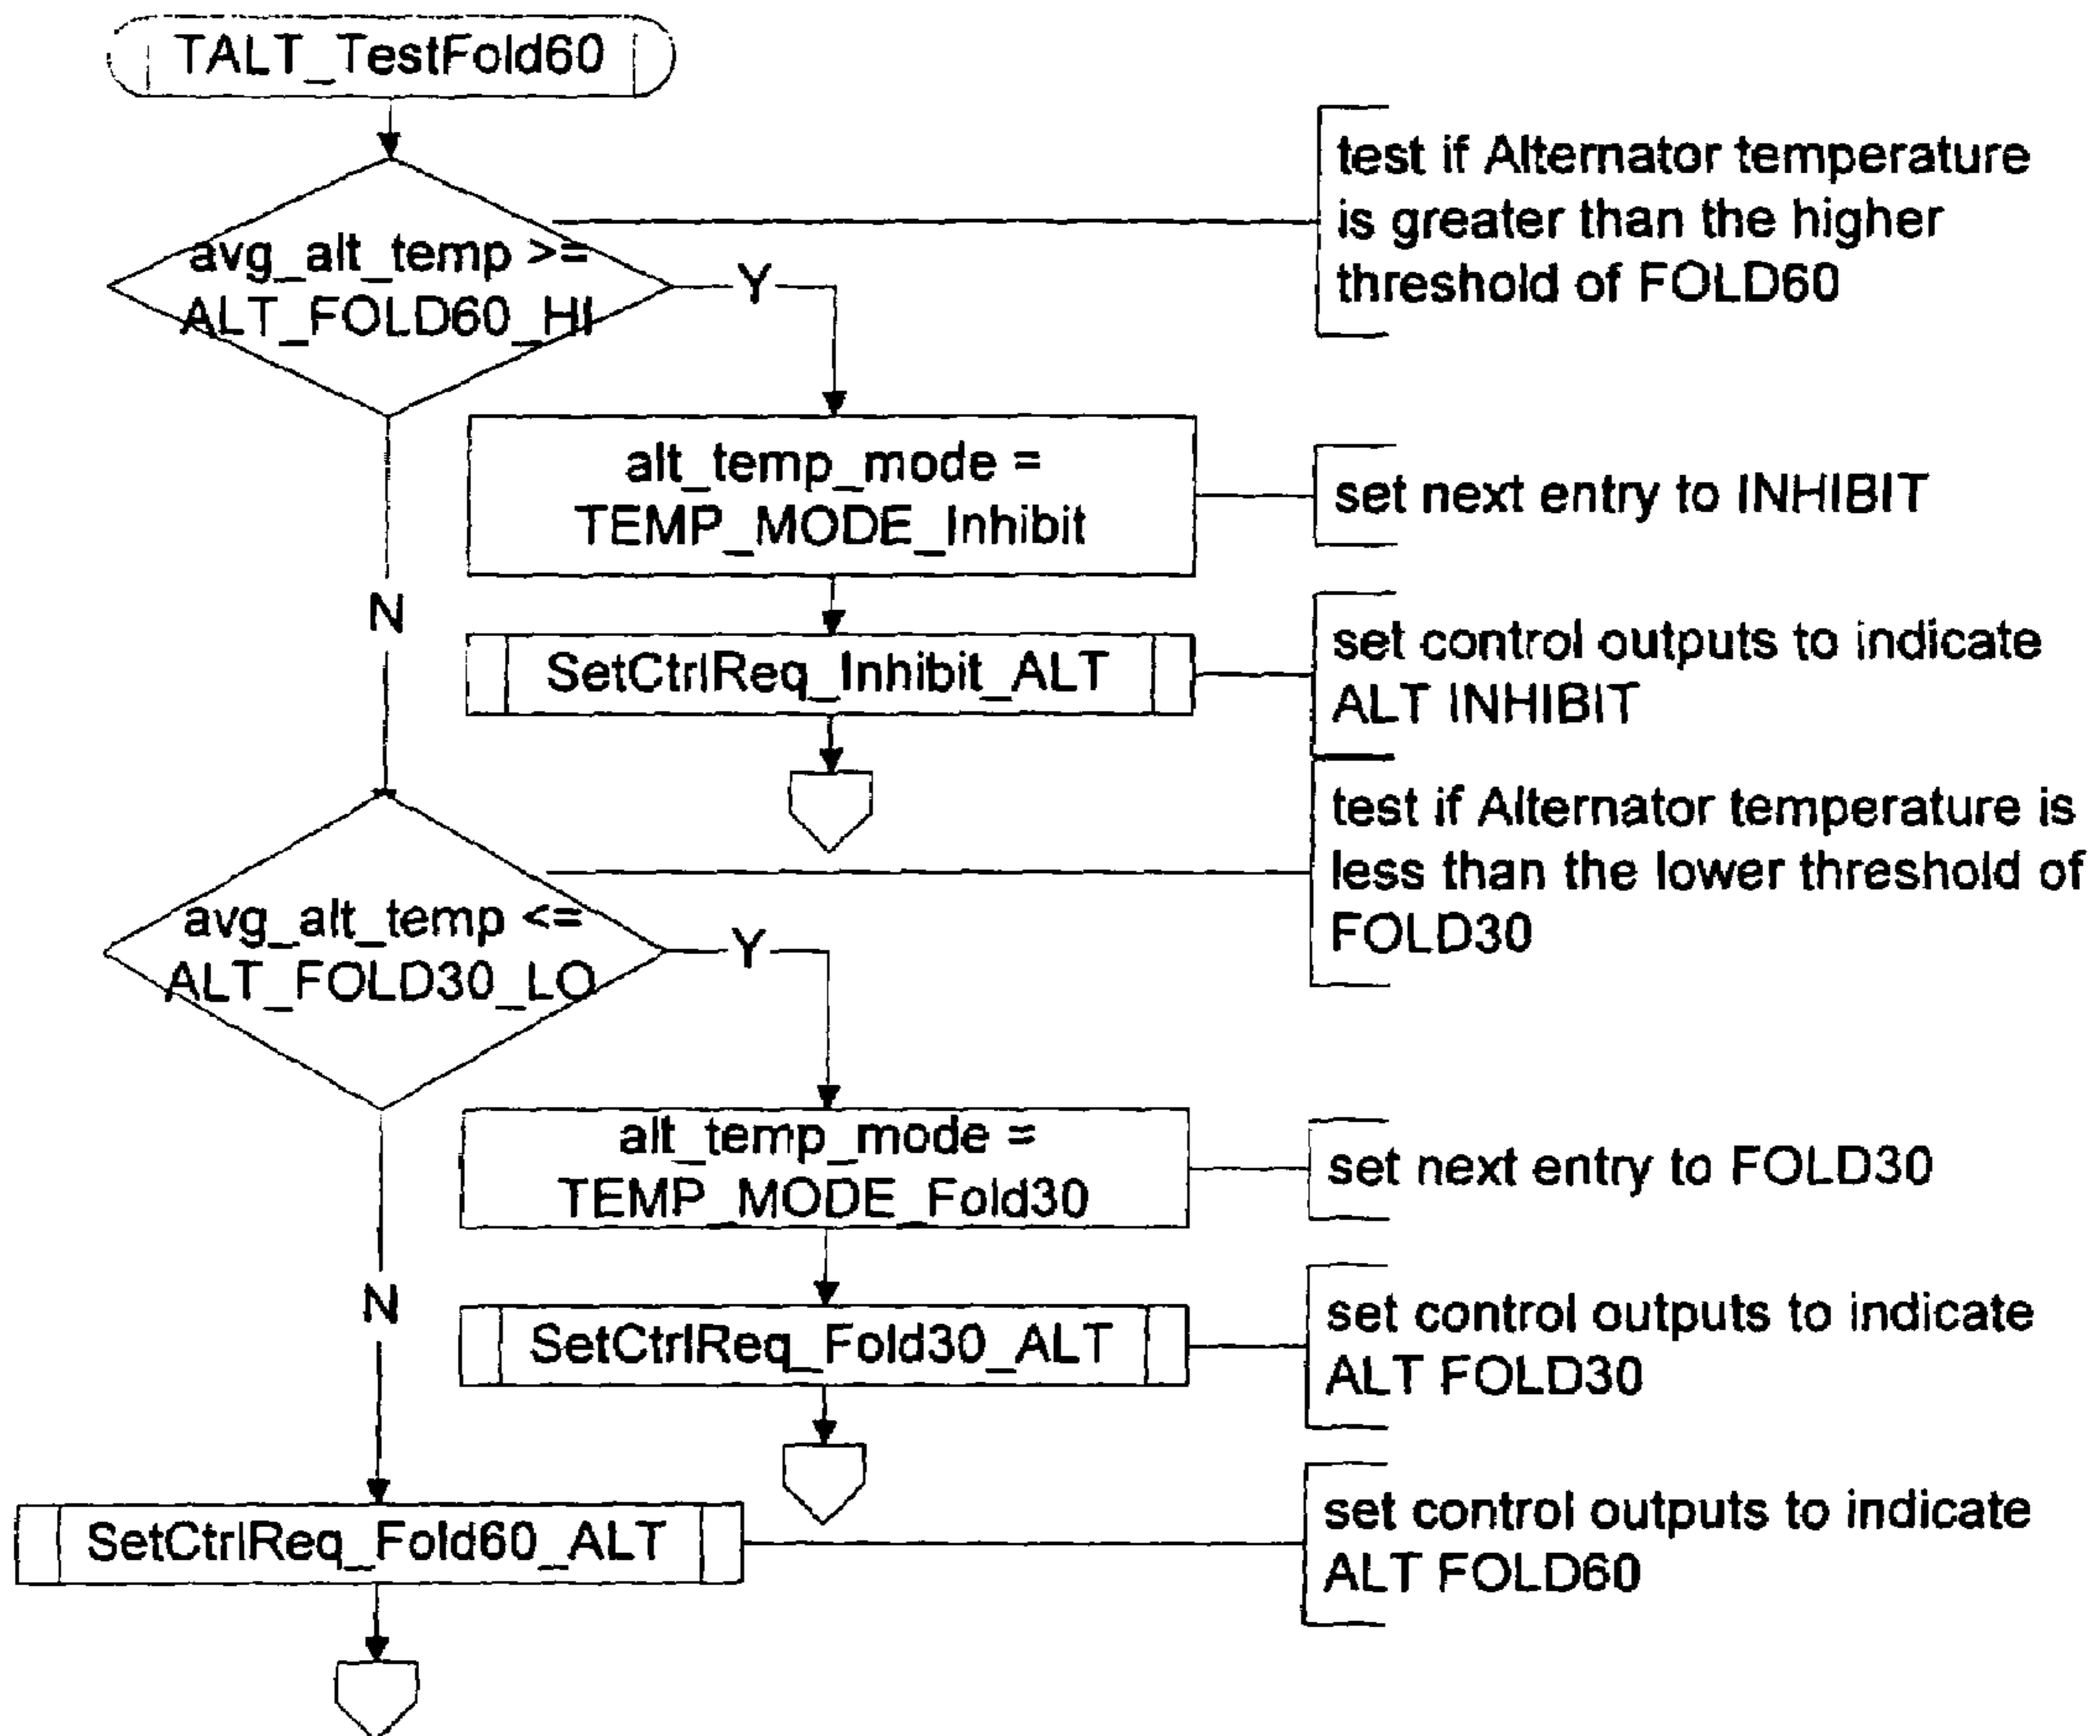 TALT_TestFold60
test if Alternator temperature
is greater than the higher
threshold of FOLD60
avg_alt_temp >=
ALT_FOLD60_HI
Y
alt_temp_mode =
TEMP_MODE_Inhibit
set next entry to INHIBIT
N
SetCtrlReq_Inhibit_ALT
set control outputs to indicate
ALT INHIBIT
test if Alternator temperature is
less than the lower threshold of
FOLD30
avg_alt_temp <=
ALT_FOLD30_LO
Y
alt_temp_mode =
TEMP_MODE_Fold30
set next entry to FOLD30
N
SetCtrlReq_Fold30_ALT
set control outputs to indicate
ALT FOLD30
SetCtrlReq_Fold60_ALT
set control outputs to indicate
ALT FOLD60